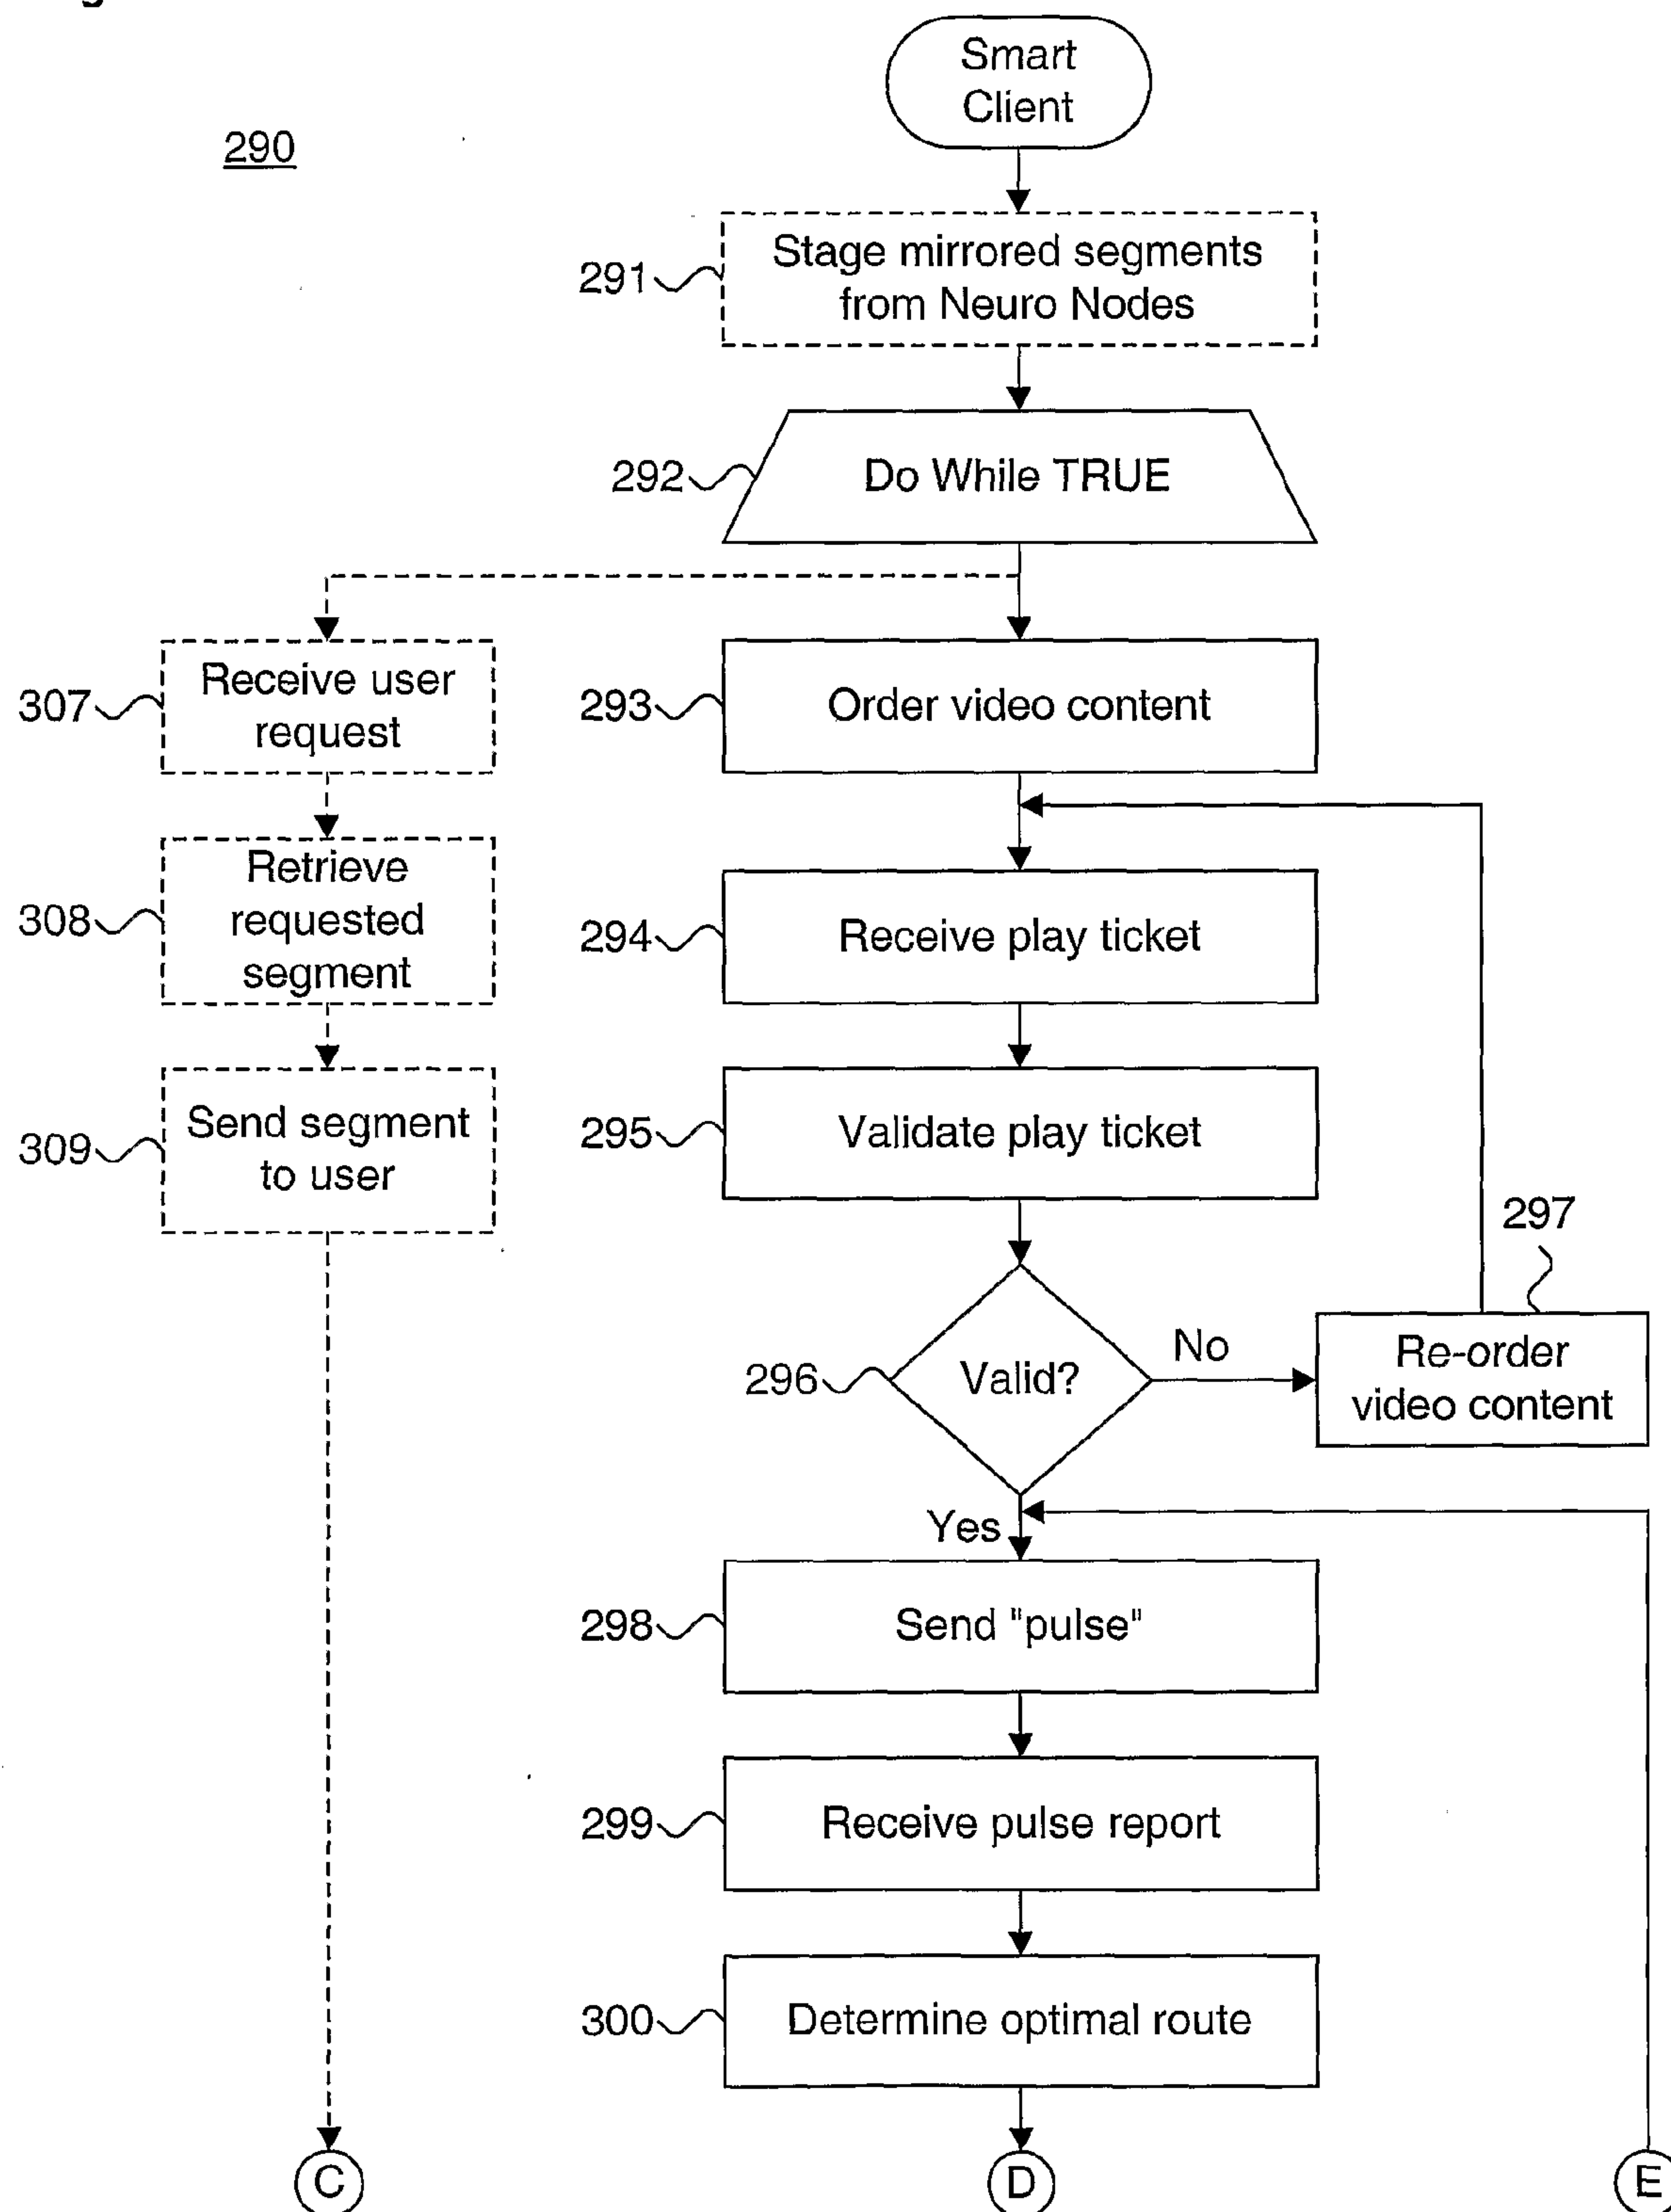 Smart
Client
290
291
Stage mirrored segments
from Neuro Nodes
292
Do While TRUE
307
Receive user
request
293
Order video content
308
Retrieve
requested
segment
294
Receive play ticket
309
Send segment
to user
295
Validate play ticket
297
296
Valid?
No
Re-order
video content
Yes
298
Send "pulse"
299
Receive pulse report
300
Determine optimal route
C
D
E